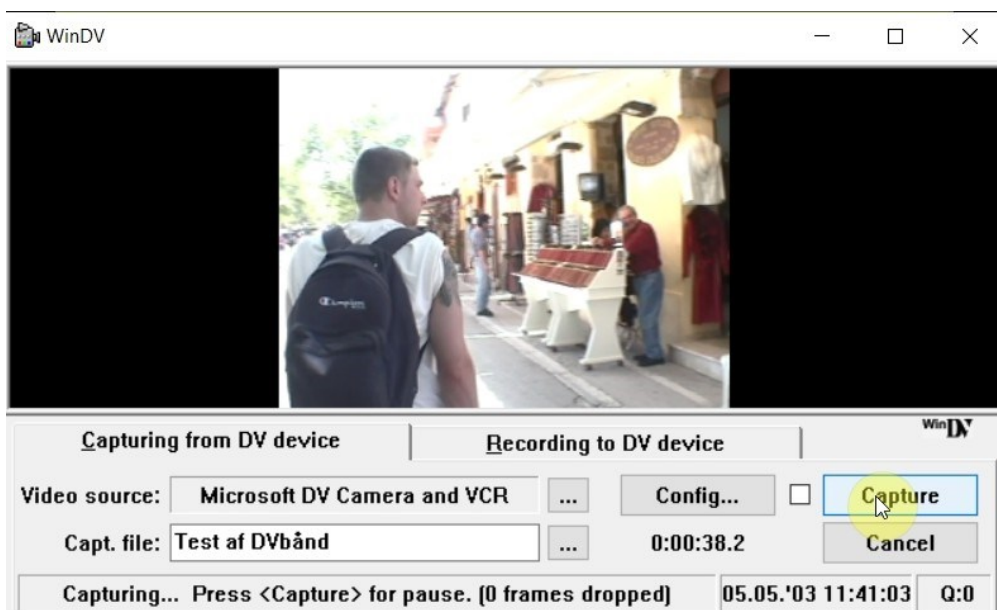 WinDV
Champion
Capturing from DV device
Recording to DV device
WinDV
Video source: Microsoft DV Camera and VCR ... Config... Capture
Capt. file: Test af DVbånd ... 0:00:38.2 Cancel
Capturing... Press <Capture> for pause. (0 frames dropped) 05.05.'03 11:41:03 Q:0